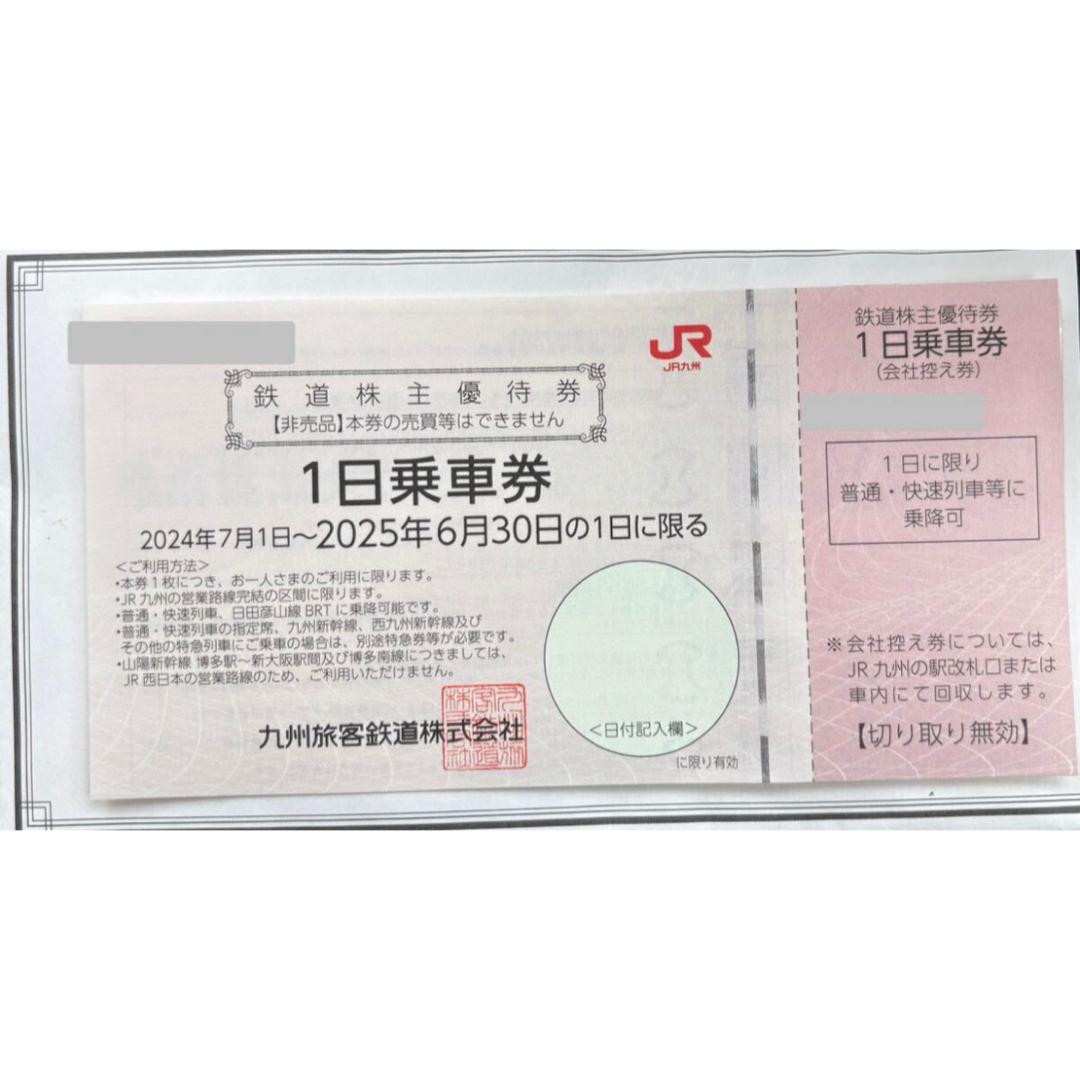 JR
JR九州
鉄道株主優待券
【非売品】本券の売買等はできません
1日乗車券
2024年7月1日～2025年6月30日の1日に限る
＜ご利用方法＞
・本券1枚につき、お一人さまのご利用に限ります。
・JR九州の営業路線完結の区間に限ります。
・普通・快速列車、日田彦山線BRTに乗降可能です。
・普通・快速列車の指定席、九州新幹線、西九州新幹線及び
その他の特急列車にご乗車の場合は、別途特急券等が必要です。
・山陽新幹線 博多駅～新大阪駅間及び博多南線につきましては、
JR西日本の営業路線のため、ご利用いただけません。
九州旅客鉄道株式会社
＜日付記入欄＞
に限り有効
鉄道株主優待券
1日乗車券
(会社控え券)
1日に限り
普通・快速列車等に
乗降可
※会社控え券については、
JR九州の駅改札口または
車内にて回収します。
【切り取り無効】